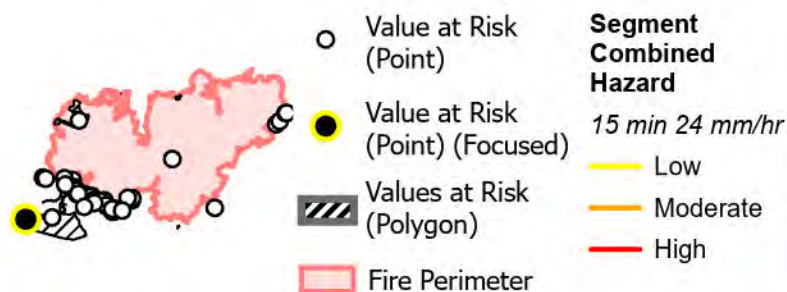 Value at Risk
(Point)
Value at Risk
(Point) (Focused)
Values at Risk
(Polygon)
Fire Perimeter
Segment
Combined
Hazard
15 min 24 mm/hr
Low
Moderate
High